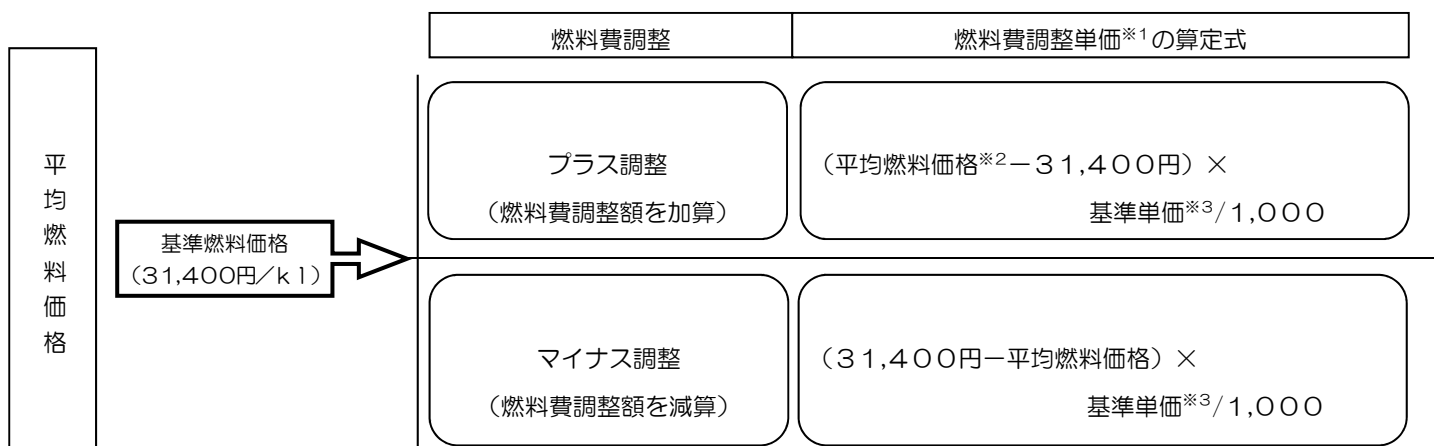 燃料費調整
燃料費調整単価※1の算定式
平均燃料価格
基準燃料価格
(31,400円/kl)
プラス調整
(燃料費調整額を加算)
(平均燃料価格※2-31,400円)×
基準単価※3/1,000
マイナス調整
(燃料費調整額を減算)
(31,400円-平均燃料価格)×
基準単価※3/1,000